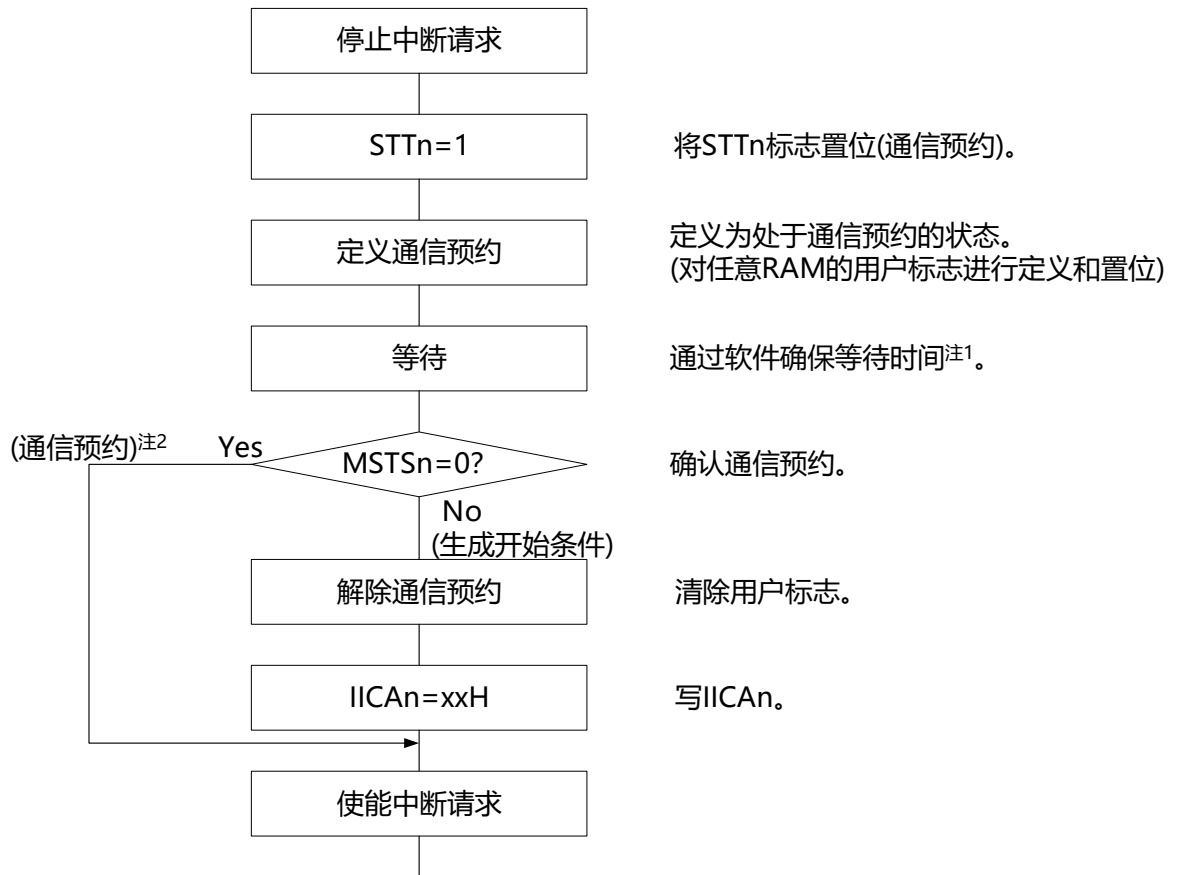 停止中断请求
STTn=1
将STTn标志置位(通信预约)。
定义通信预约
定义为处于通信预约的状态。
(对任意RAM的用户标志进行定义和置位)
等待
通过软件确保等待时间注1。
(通信预约)注2
Yes
MSTSn=0?
确认通信预约。
No
(生成开始条件)
解除通信预约
清除用户标志。
IICAn=xxH
写IICAn。
使能中断请求